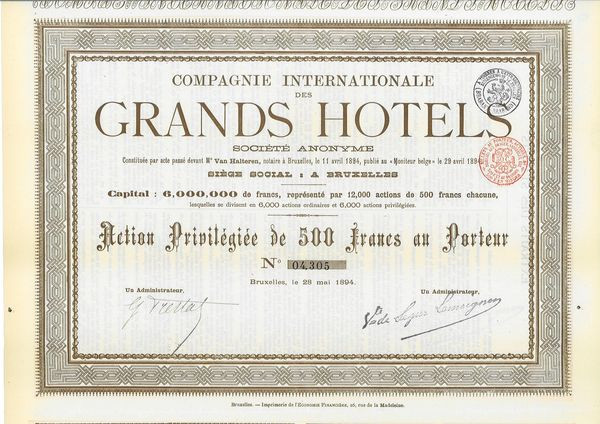 COMPAGNIE INTERNATIONALE
DES
GRANDS HOTELS
SOCIÉTÉ ANONYME
Constituée par acte passé devant Me Van Halteren, notaire à Bruxelles, le 11 avril 1894, publié au «Moniteur belge» le 29 avril 1894
SIÈGE SOCIAL : A BRUXELLES
Capital : 6,000,000 de francs, représenté par 12,000 actions de 500 francs chacune,
lesquelles se divisent en 6,000 actions ordinaires et 6,000 actions privilégiées.
Action Privilégiée de 500 Francs au Porteur
No 04,305
Bruxelles, le 28 mai 1894.
Un Administrateur,
Un Administrateur,
Bruxelles. — Imprimerie de l'ÉCONOMIE FINANCIÈRE, 26, rue de la Madeleine.